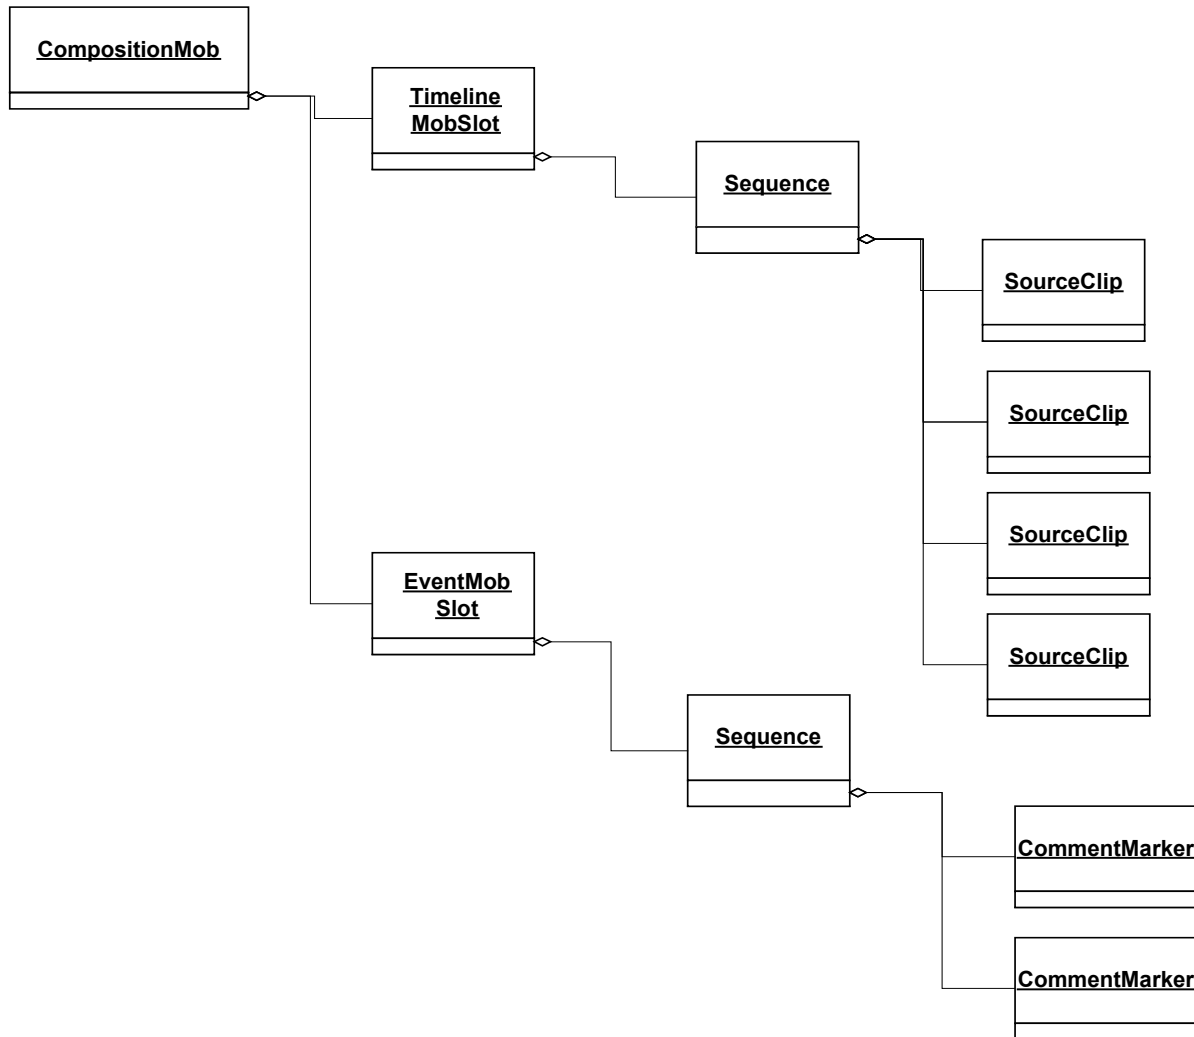 CompositionMob
Timeline
MobSlot
Sequence
SourceClip
SourceClip
SourceClip
SourceClip
EventMob
Slot
Sequence
CommentMarker
CommentMarker